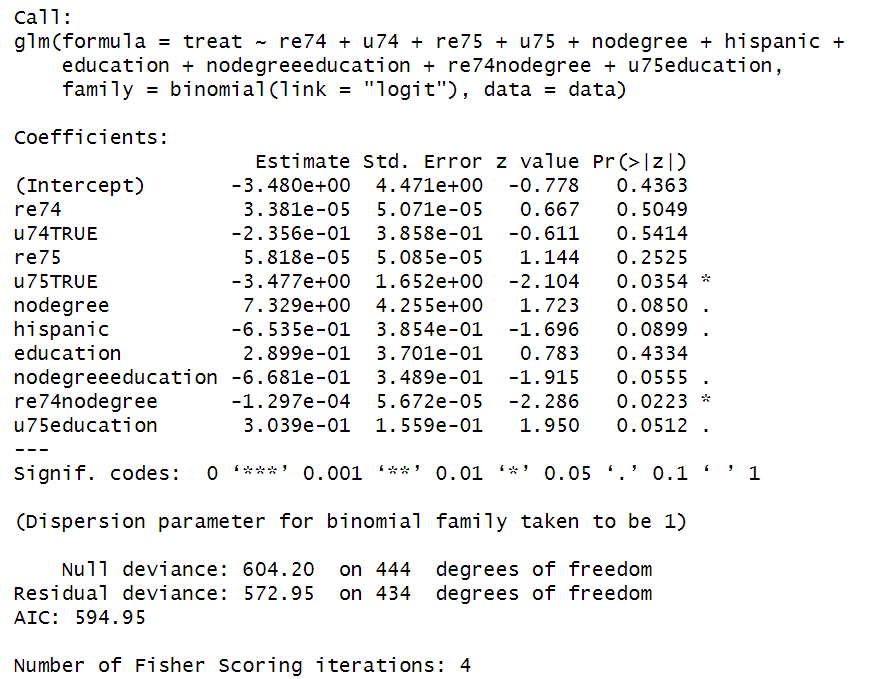 Call:
glm(formula = treat ~ re74 + u74 + re75 + u75 + nodegree + hispanic +
    education + nodegreeeducation + re74nodegree + u75education,
    family = binomial(link = "logit"), data = data)

Coefficients:
                    Estimate Std. Error z value Pr(>|z|)
(Intercept)       -3.480e+00  4.471e+00  -0.778   0.4363
re74               3.381e-05  5.071e-05   0.667   0.5049
u74TRUE           -2.356e-01  3.858e-01  -0.611   0.5414
re75               5.818e-05  5.085e-05   1.144   0.2525
u75TRUE           -3.477e+00  1.652e+00  -2.104   0.0354 *
nodegree           7.329e+00  4.255e+00   1.723   0.0850 .
hispanic          -6.535e-01  3.854e-01  -1.696   0.0899 .
education          2.899e-01  3.701e-01   0.783   0.4334
nodegreeeducation -6.681e-01  3.489e-01  -1.915   0.0555 .
re74nodegree      -1.297e-04  5.672e-05  -2.286   0.0223 *
u75education       3.039e-01  1.559e-01   1.950   0.0512 .
---
Signif. codes:  0 ‘***’ 0.001 ‘**’ 0.01 ‘*’ 0.05 ‘.’ 0.1 ‘ ’ 1

(Dispersion parameter for binomial family taken to be 1)

    Null deviance: 604.20  on 444  degrees of freedom
Residual deviance: 572.95  on 434  degrees of freedom
AIC: 594.95

Number of Fisher Scoring iterations: 4